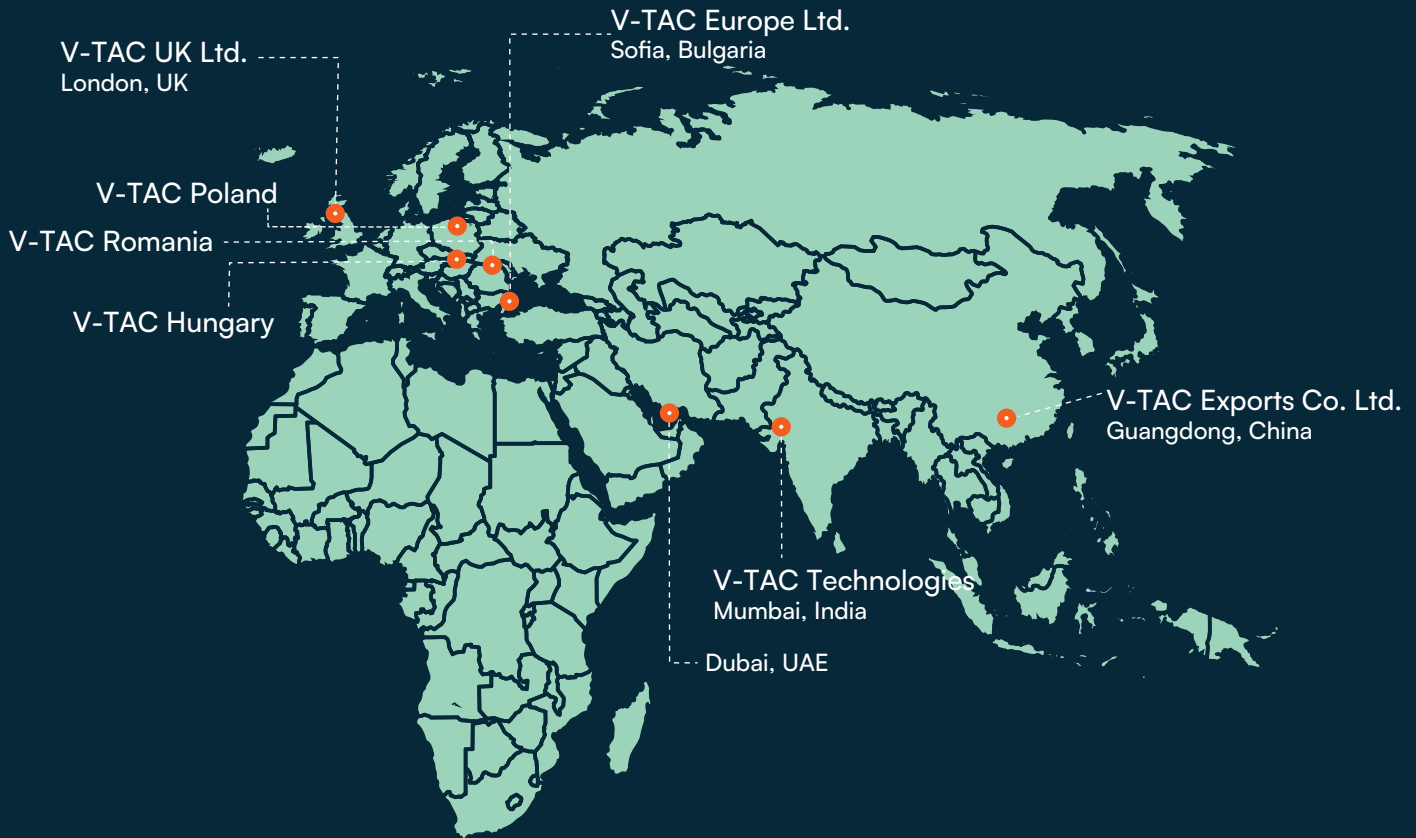 V-TAC Europe Ltd.
Sofia, Bulgaria
V-TAC UK Ltd.
London, UK
V-TAC Poland
V-TAC Romania
V-TAC Hungary
V-TAC Exports Co. Ltd.
Guangdong, China
V-TAC Technologies
Mumbai, India
Dubai, UAE